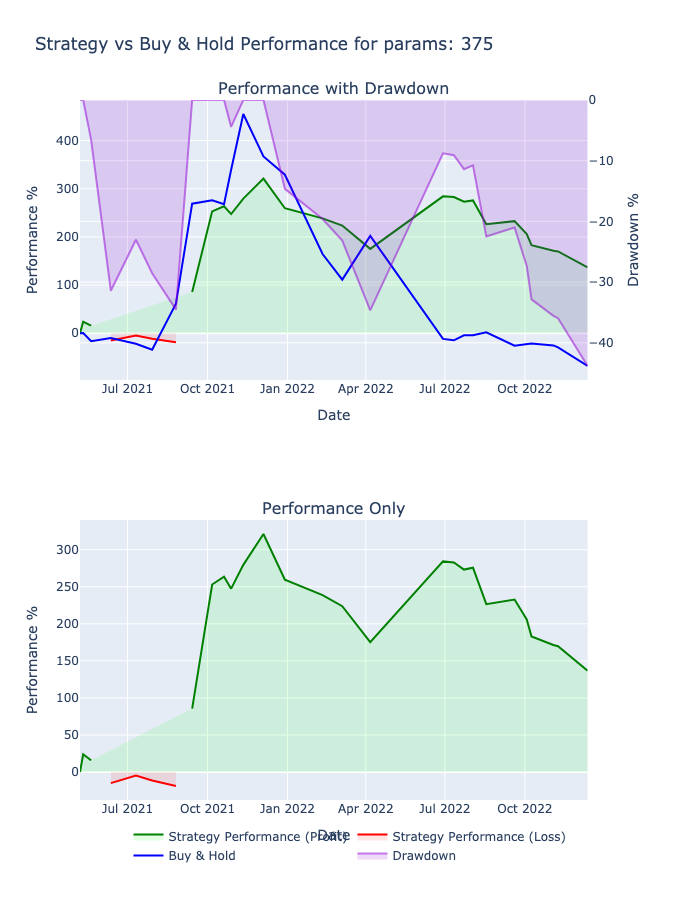 Strategy vs Buy & Hold Performance for params: 375
Performance with Drawdown
400
300
200
100
0
Performance %
0
−10
−20
−30
−40
Drawdown %
Jul 2021 Oct 2021 Jan 2022 Apr 2022 Jul 2022 Oct 2022
Date
Performance Only
300
250
200
150
100
50
0
Performance %
Jul 2021 Oct 2021 Jan 2022 Apr 2022 Jul 2022 Oct 2022
Date
Strategy Performance (Profit) Strategy Performance (Loss)
Buy & Hold Drawdown